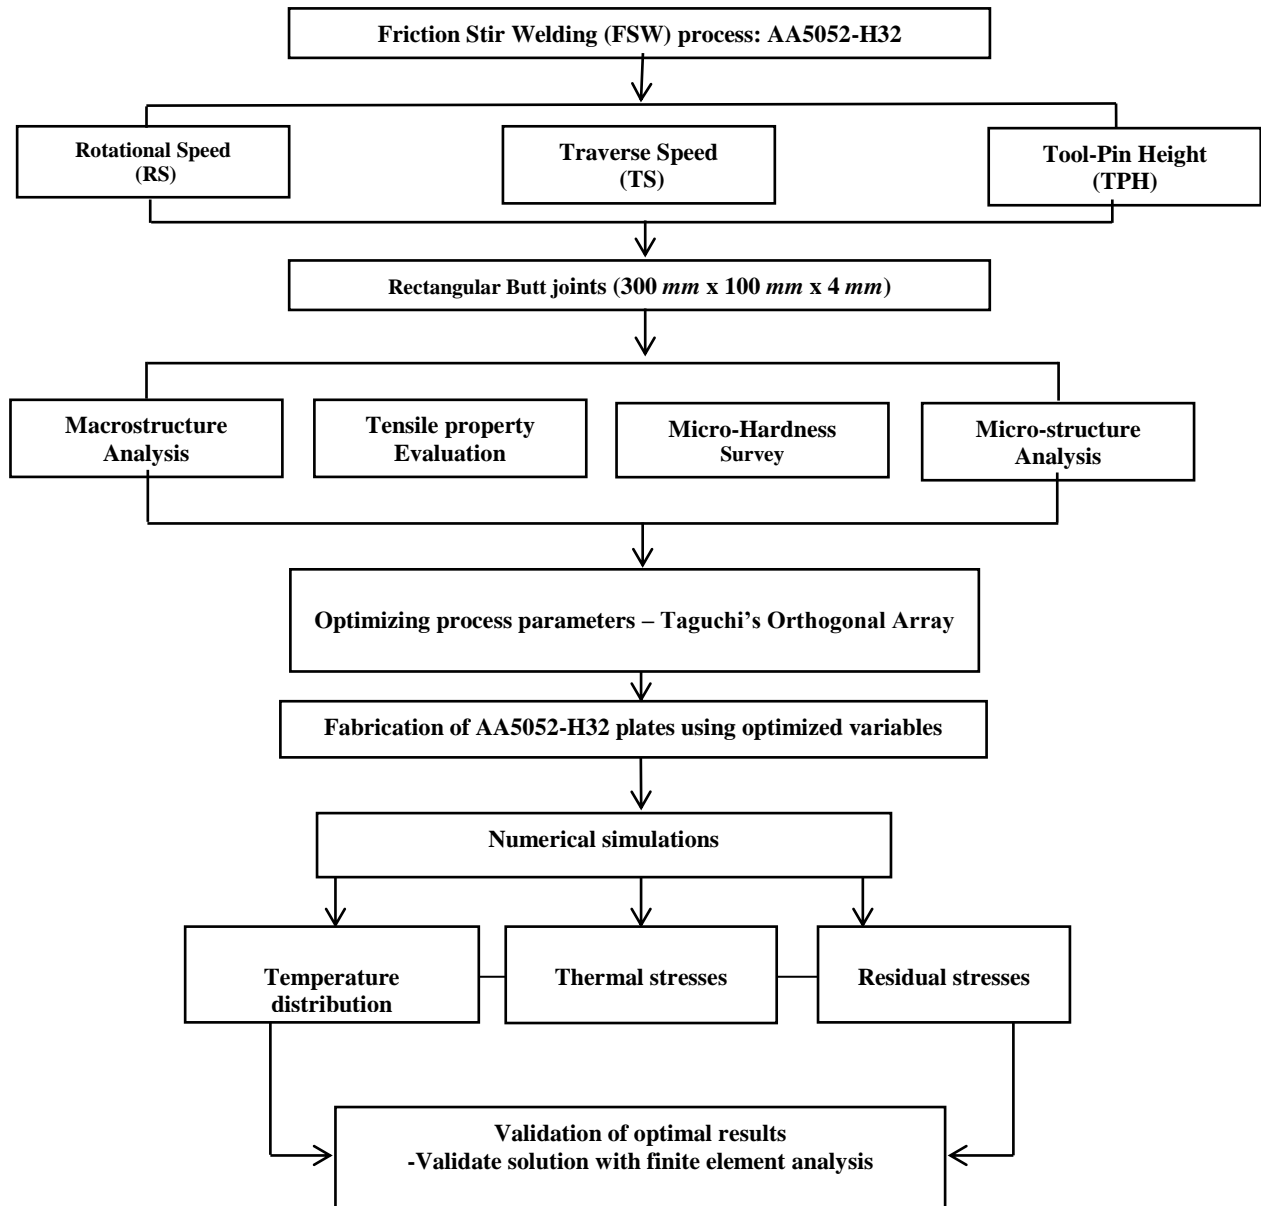 Friction Stir Welding (FSW) process: AA5052-H32
Rotational Speed
(RS)
Traverse Speed
(TS)
Tool-Pin Height
(TPH)
Rectangular Butt joints (300 mm x 100 mm x 4 mm)
Macrostructure
Analysis
Tensile property
Evaluation
Micro-Hardness
Survey
Micro-structure
Analysis
Optimizing process parameters – Taguchi’s Orthogonal Array
Fabrication of AA5052-H32 plates using optimized variables
Numerical simulations
Temperature
distribution
Thermal stresses
Residual stresses
Validation of optimal results
-Validate solution with finite element analysis